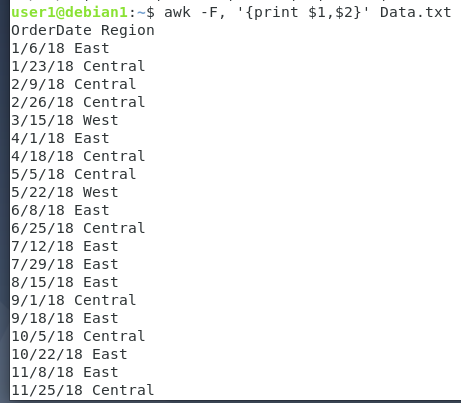 user1@debian1:~$ awk -F, '{print $1,$2}' Data.txt
OrderDate Region
1/6/18 East
1/23/18 Central
2/9/18 Central
2/26/18 Central
3/15/18 West
4/1/18 East
4/18/18 Central
5/5/18 Central
5/22/18 West
6/8/18 East
6/25/18 Central
7/12/18 East
7/29/18 East
8/15/18 East
9/1/18 Central
9/18/18 East
10/5/18 Central
10/22/18 East
11/8/18 East
11/25/18 Central